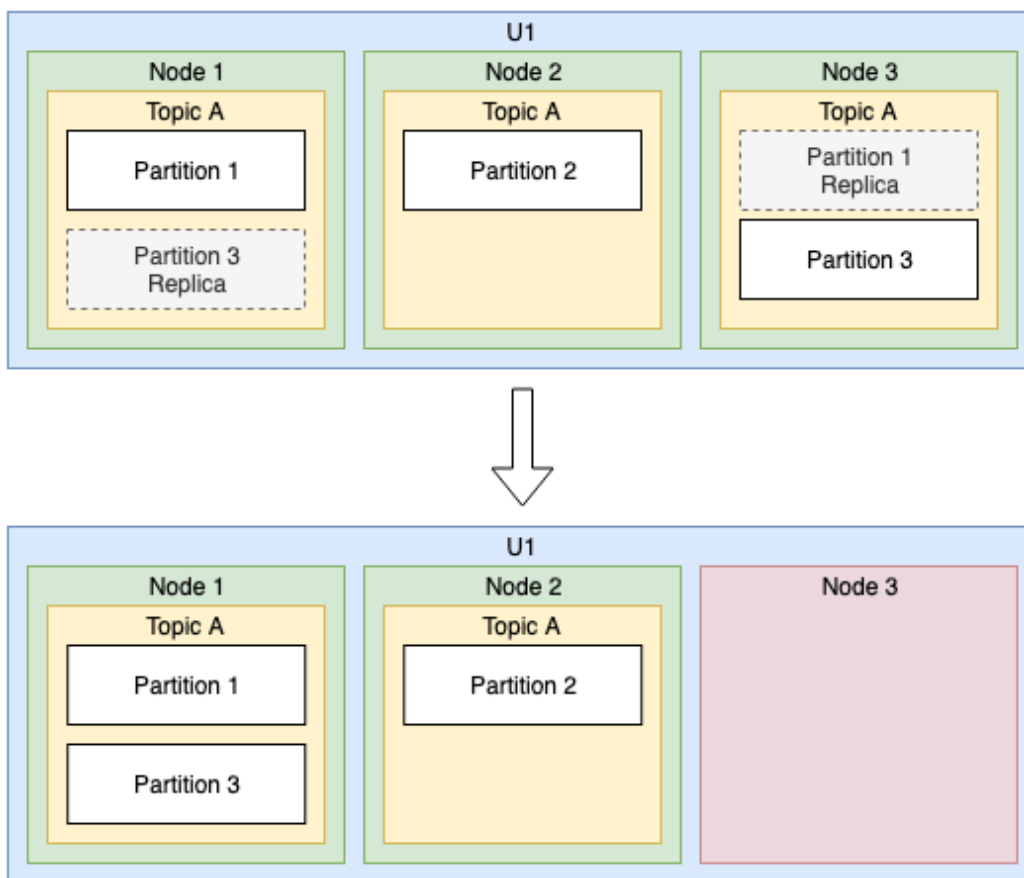 U1
Node 1
Topic A
Partition 1
Partition 3
Replica
Node 2
Topic A
Partition 2
Node 3
Topic A
Partition 1
Replica
Partition 3
U1
Node 1
Topic A
Partition 1
Partition 3
Node 2
Topic A
Partition 2
Node 3